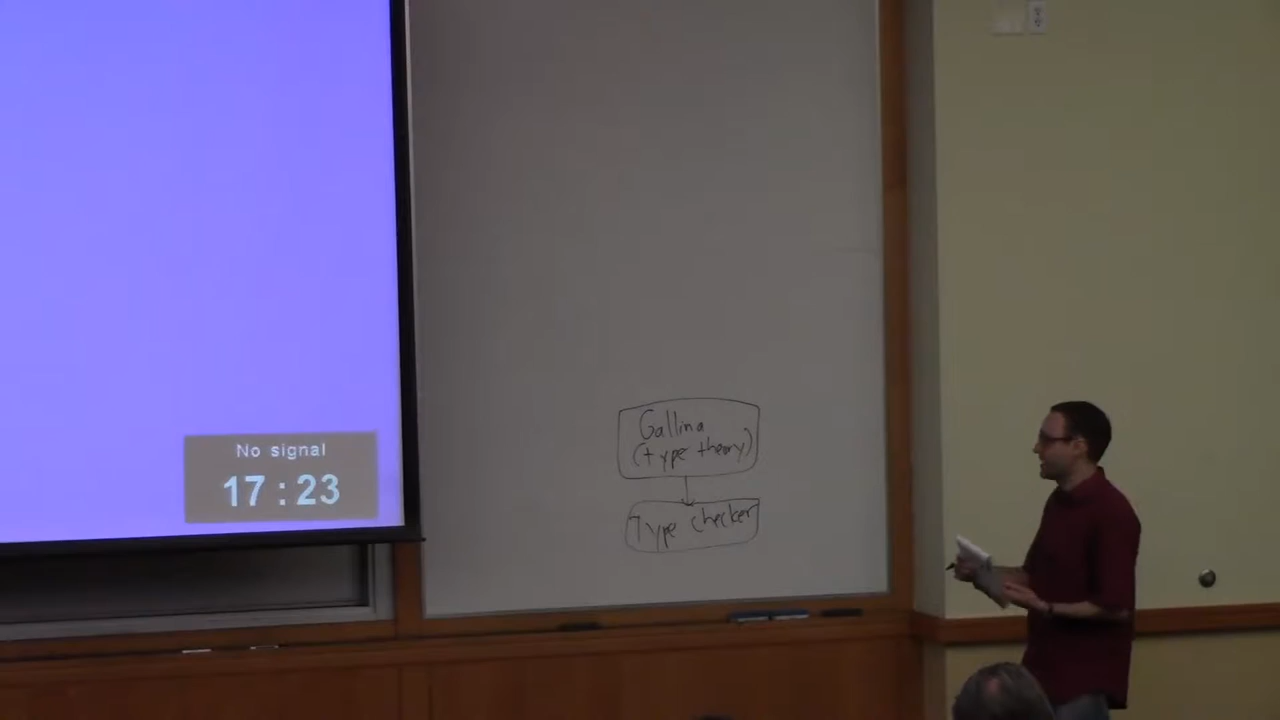 No signal
17:23
Gallina
(type theory)
Type checker